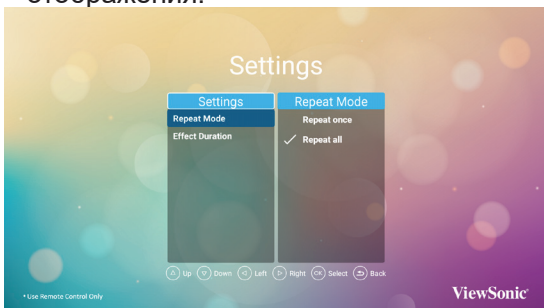 отображения.
Settings
Settings Repeat Mode
Repeat Mode Repeat once
Effect Duration Repeat all
Up Down Left Right OK Select Back
* Use Remote Control Only ViewSonic®